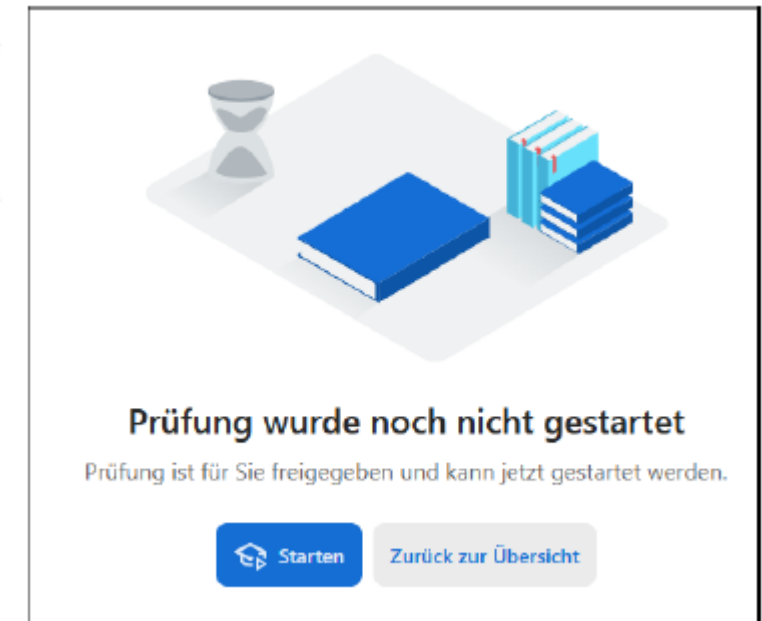 Prüfung wurde noch nicht gestartet
Prüfung ist für Sie freigegeben und kann jetzt gestartet werden.
Starten
Zurück zur Übersicht